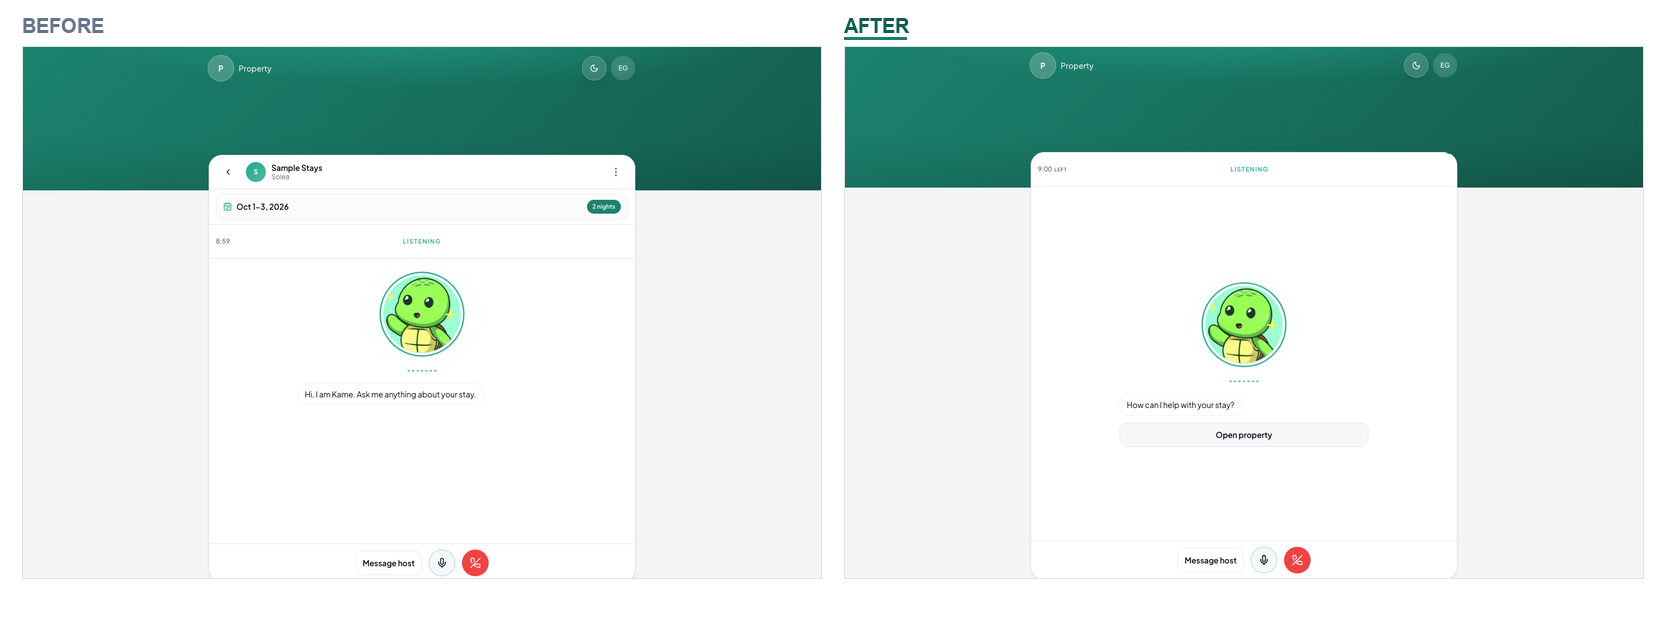 BEFORE
P Property EG
Sample Stays
S
Solea
Oct 1–3, 2026 2 nights
8:59 LISTENING
Hi, I am Kame. Ask me anything about your stay.
Message host
AFTER
P Property EG
9:00 LEFT LISTENING
How can I help with your stay?
Open property
Message host